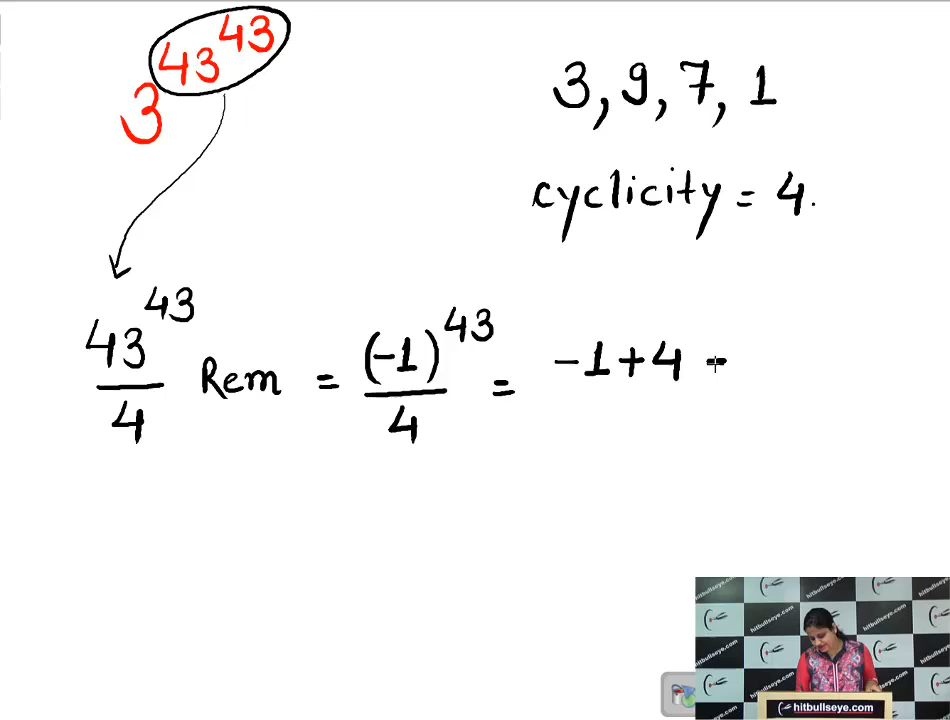 3^43^43
3, 9, 7, 1
cyclicity = 4.
43^43/4 Rem = (-1)^43/4 = -1+4 =
hitbullseye.com